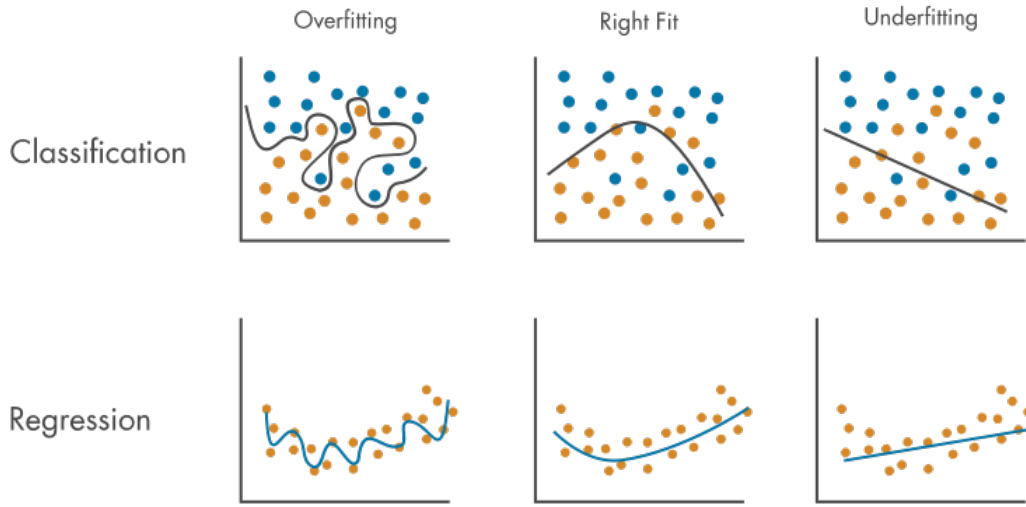 Overfitting
Right Fit
Underfitting
Classification
Regression